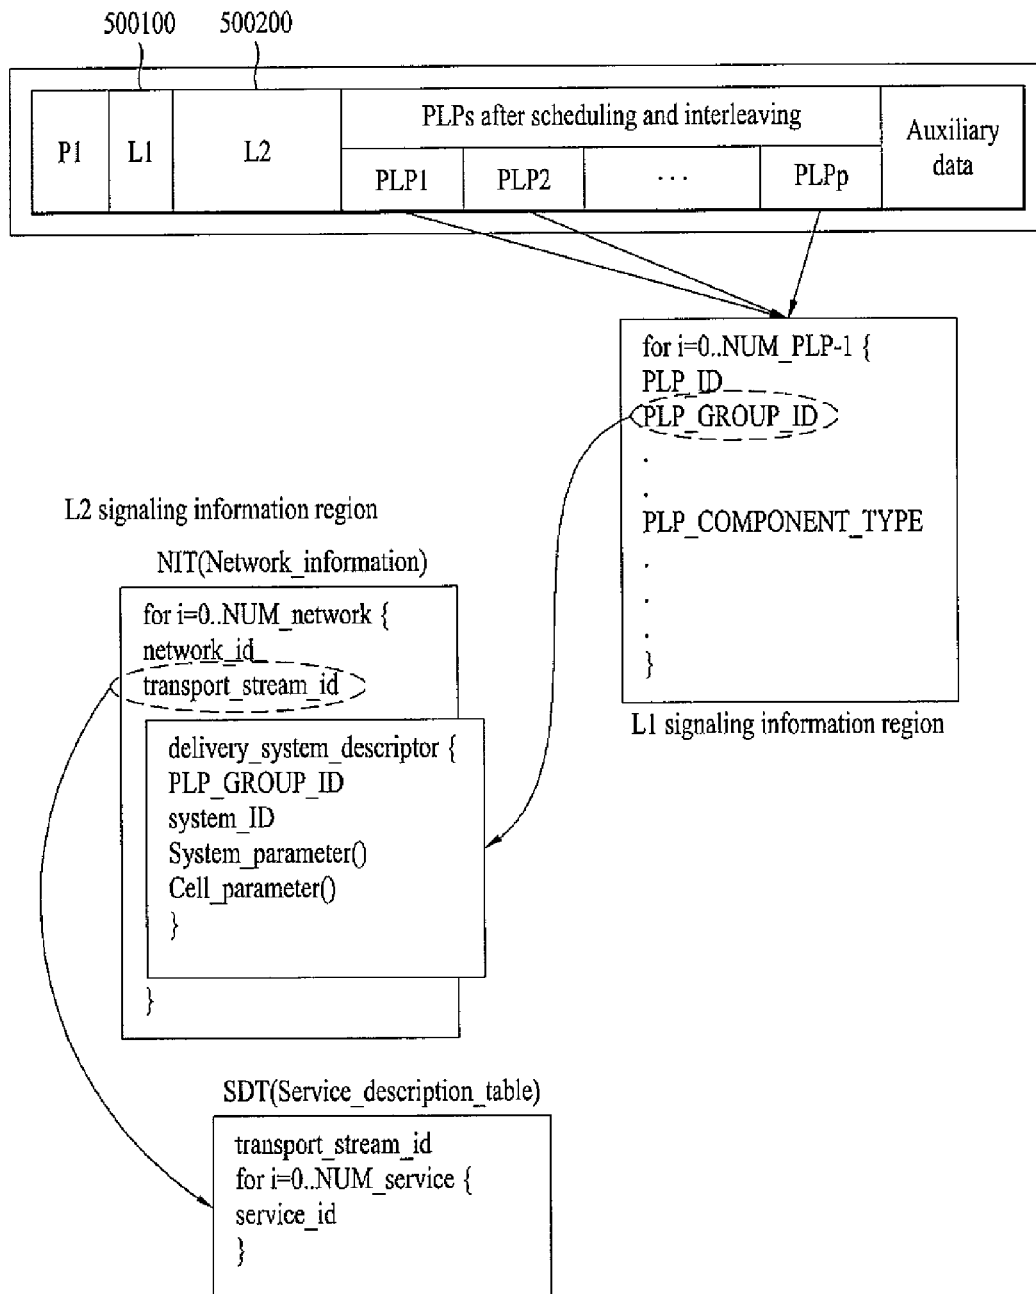 500100 500200
P1 L1 L2 PLPs after scheduling and interleaving Auxiliary data
PLP1 PLP2 ... PLPp
for i=0..NUM_PLP-1 {
PLP_ID
PLP_GROUP_ID
.
.
PLP_COMPONENT_TYPE
.
.
.
}
L1 signaling information region
L2 signaling information region
NIT(Network_information)
for i=0..NUM_network {
network_id
transport_stream_id
delivery_system_descriptor {
PLP_GROUP_ID
system_ID
System_parameter()
Cell_parameter()
}
}
SDT(Service_description_table)
transport_stream_id
for i=0..NUM_service {
service_id
}